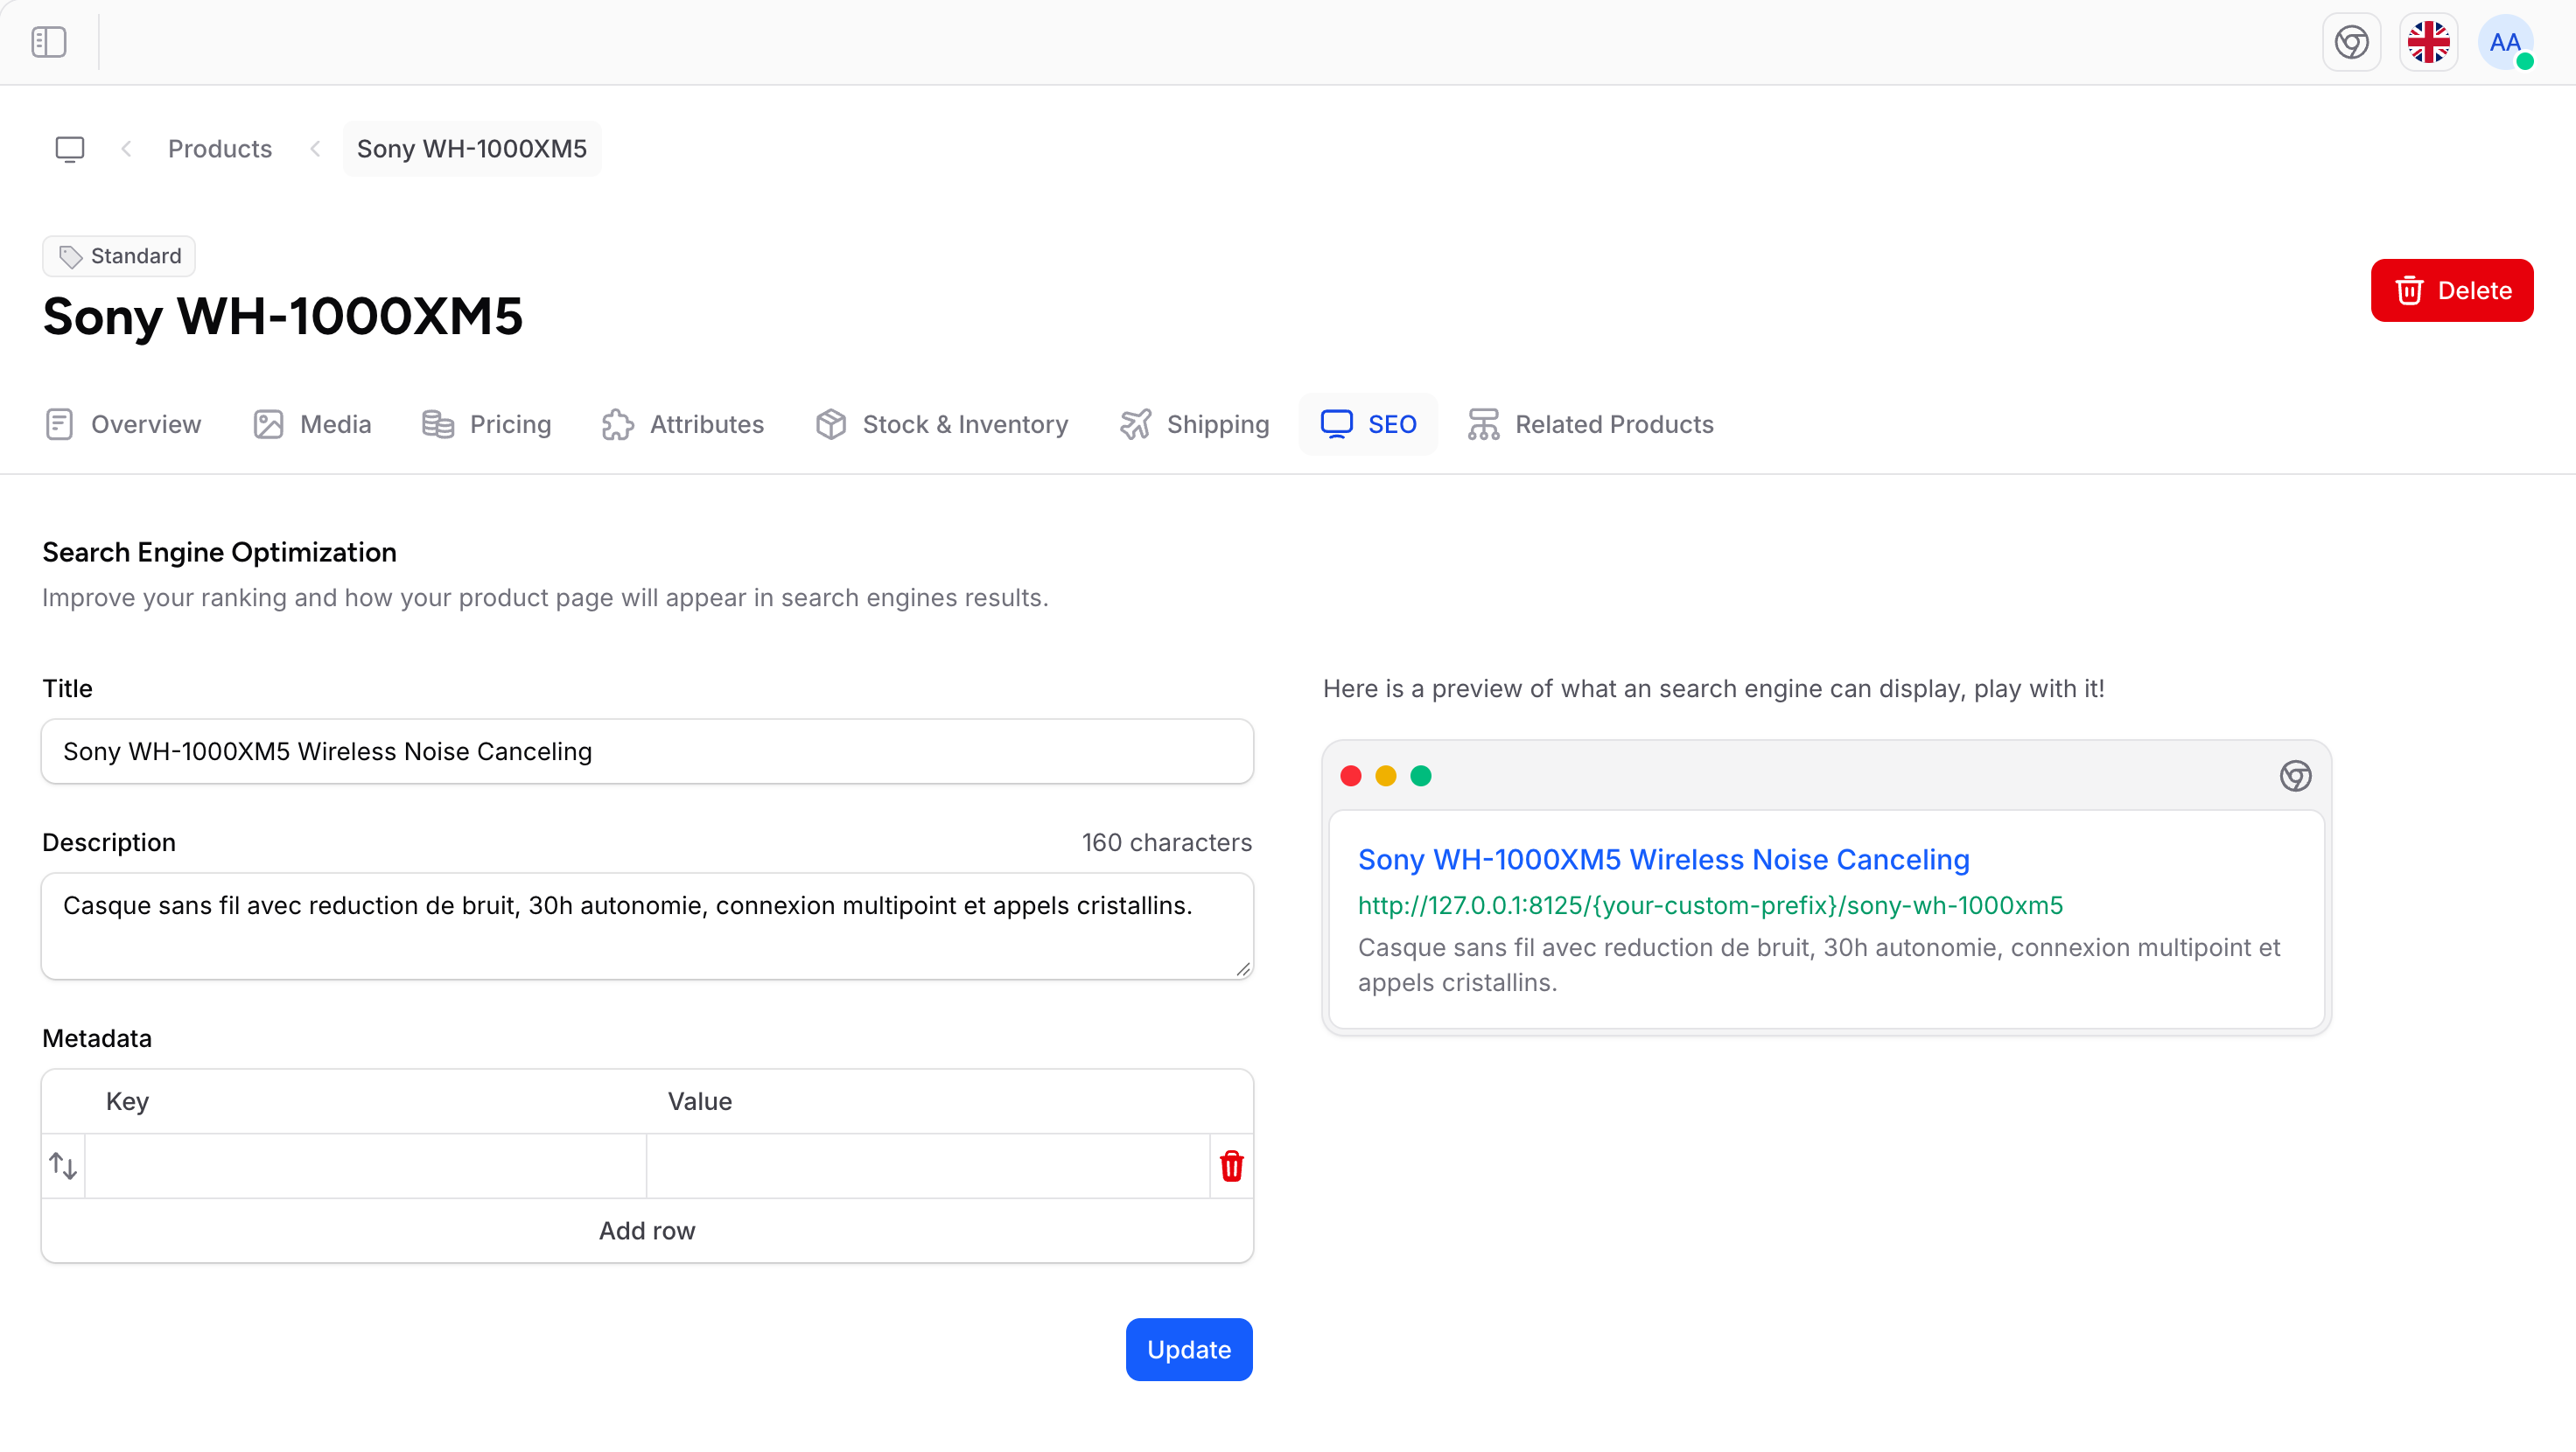 AA
Products
Sony WH-1000XM5
Standard
Sony WH-1000XM5
Delete
Overview
Media
Pricing
Attributes
Stock & Inventory
Shipping
SEO
Related Products
Search Engine Optimization
Improve your ranking and how your product page will appear in search engines results.
Title
Sony WH-1000XM5 Wireless Noise Canceling
Description
160 characters
Casque sans fil avec reduction de bruit, 30h autonomie, connexion multipoint et appels cristallins.
Metadata
Key
Value
Add row
Update
Here is a preview of what an search engine can display, play with it!
Sony WH-1000XM5 Wireless Noise Canceling
http://127.0.0.1:8125/{your-custom-prefix}/sony-wh-1000xm5
Casque sans fil avec reduction de bruit, 30h autonomie, connexion multipoint et
appels cristallins.